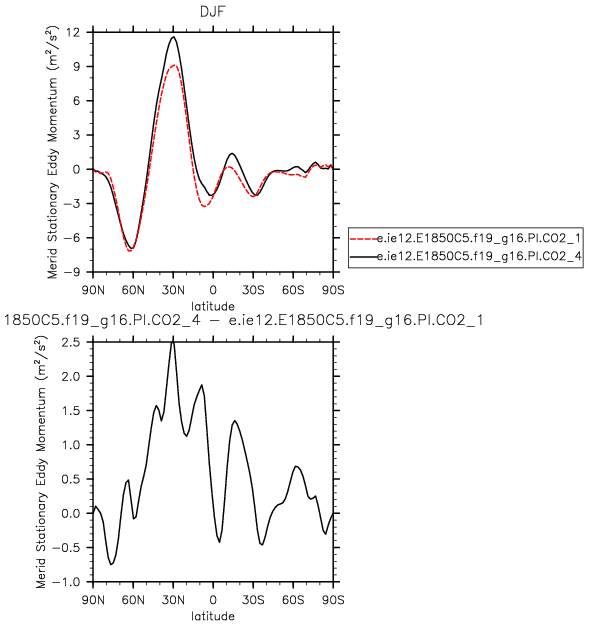 DJF
Merid Stationary Eddy Momentum (m²/s²)
12
9
6
3
0
−3
−6
−9
90N 60N 30N 0 30S 60S 90S
latitude
e.ie12.E1850C5.f19_g16.PI.CO2_1
e.ie12.E1850C5.f19_g16.PI.CO2_4
1850C5.f19_g16.PI.CO2_4 − e.ie12.E1850C5.f19_g16.PI.CO2_1
Merid Stationary Eddy Momentum (m²/s²)
2.5
2.0
1.5
1.0
0.5
0.0
−0.5
−1.0
90N 60N 30N 0 30S 60S 90S
latitude